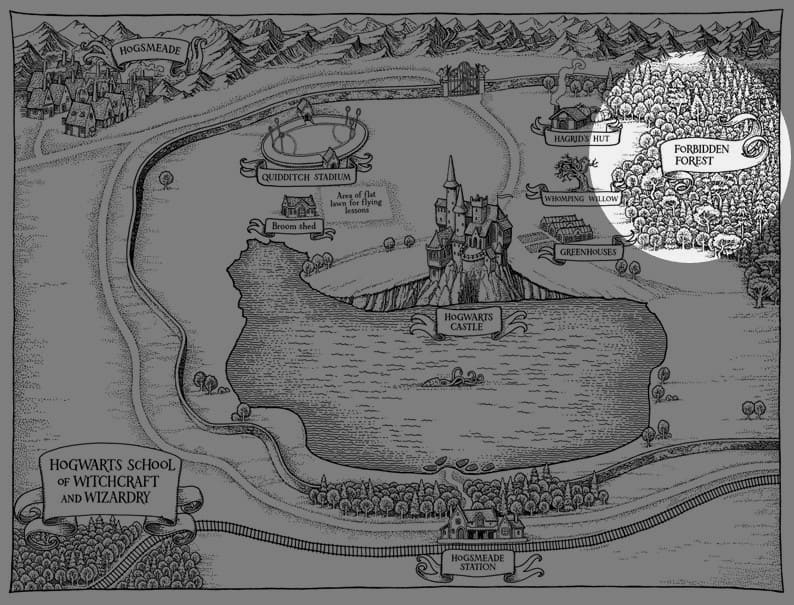 HOGSMEADE
QUIDDITCH STADIUM
Area of flat
lawn for flying
lessons
Broom shed
HAGRID'S HUT
FORBIDDEN
FOREST
WHOMPING WILLOW
GREENHOUSES
HOGWARTS
CASTLE
HOGWARTS SCHOOL
OF WITCHCRAFT
AND WIZARDRY
HOGSMEADE
STATION